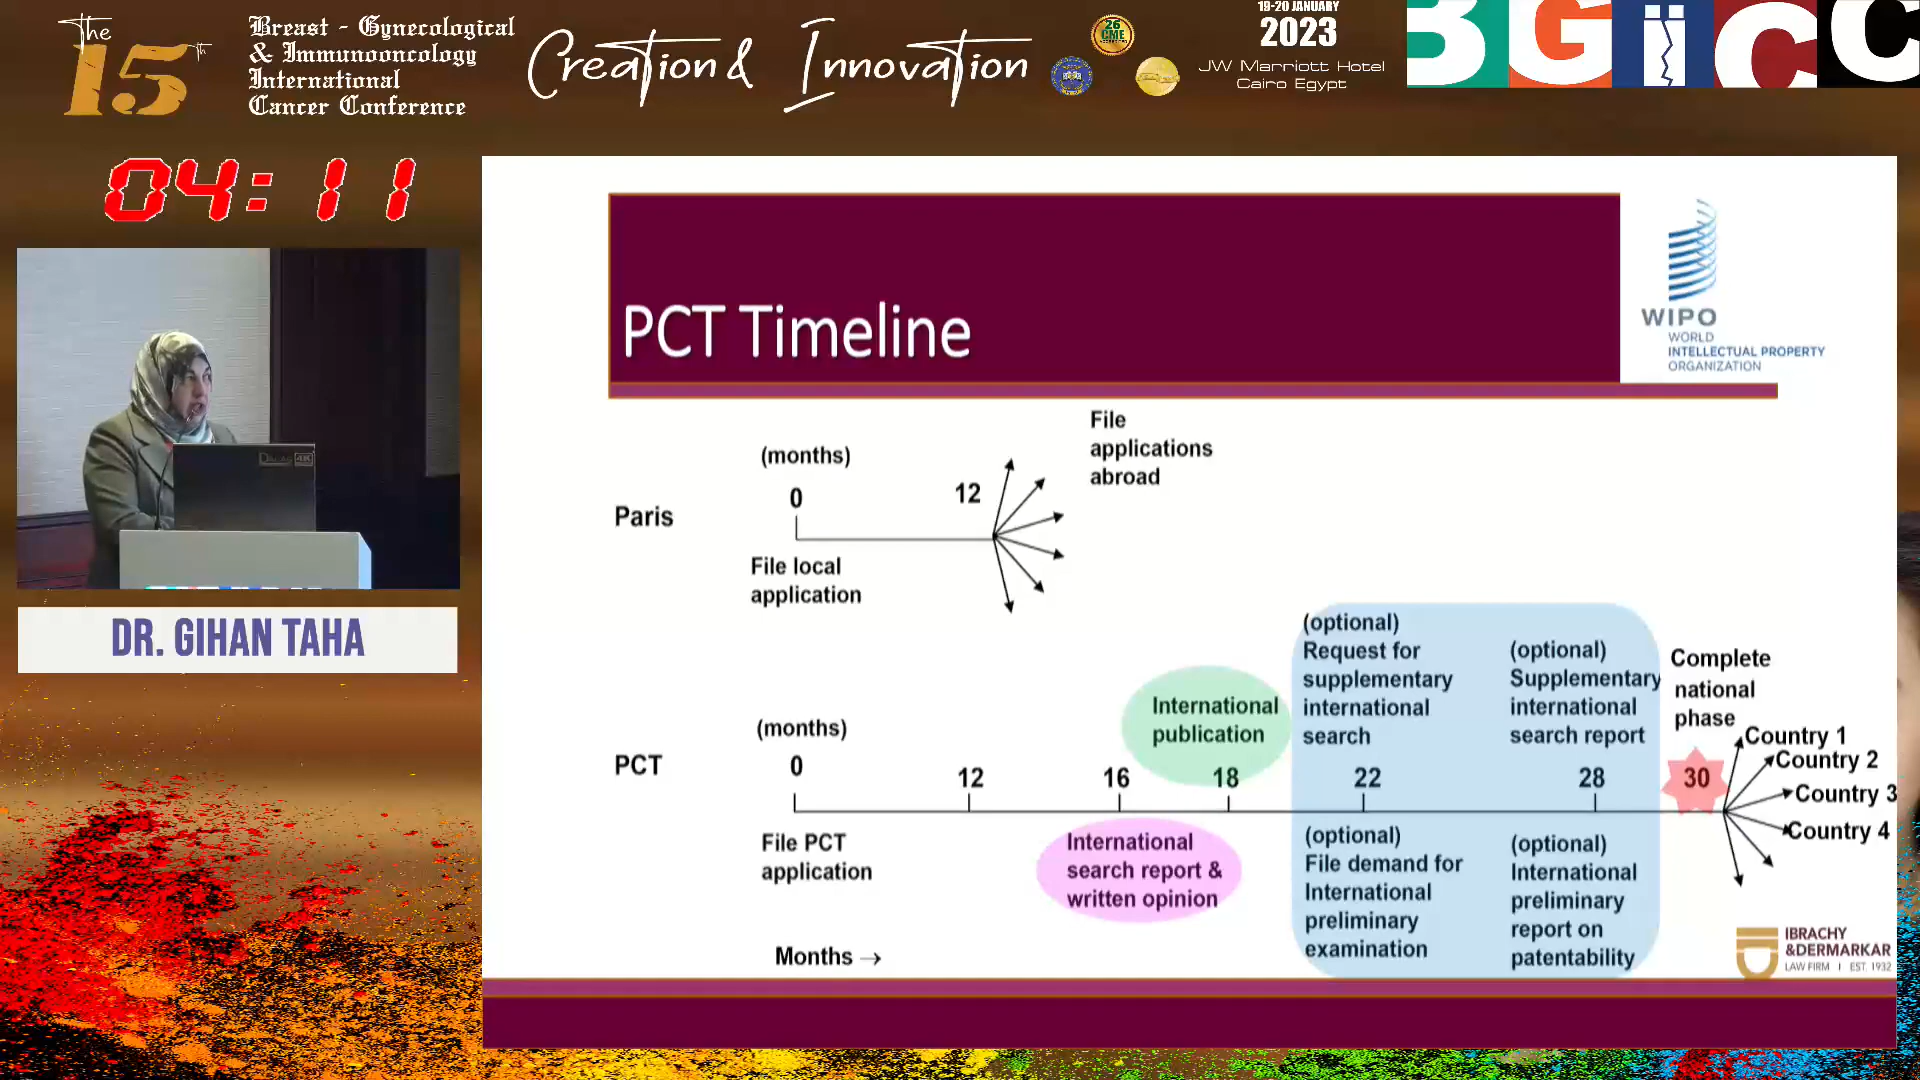 The
15th
Breast - Gynecological
& Immunooncology
International
Cancer Conference
Creation & Innovation
26
CME
19-20 JANUARY
2023
JW Marriott Hotel
Cairo Egypt
BGICC
04:11
DR. GIHAN TAHA
PCT Timeline
WIPO
WORLD
INTELLECTUAL PROPERTY
ORGANIZATION
Paris
(months)
0
12
File local
application
File
applications
abroad
PCT
(months)
0
12
16
18
22
28
30
File PCT
application
International
search report &
written opinion
International
publication
(optional)
Request for
supplementary
international
search
(optional)
File demand for
International
preliminary
examination
(optional)
Supplementary
international
search report
(optional)
International
preliminary
report on
patentability
Complete
national
phase
Country 1
Country 2
Country 3
Country 4
Months →
IBRACHY
&DERMARKAR
LAW FIRM | EST. 1932